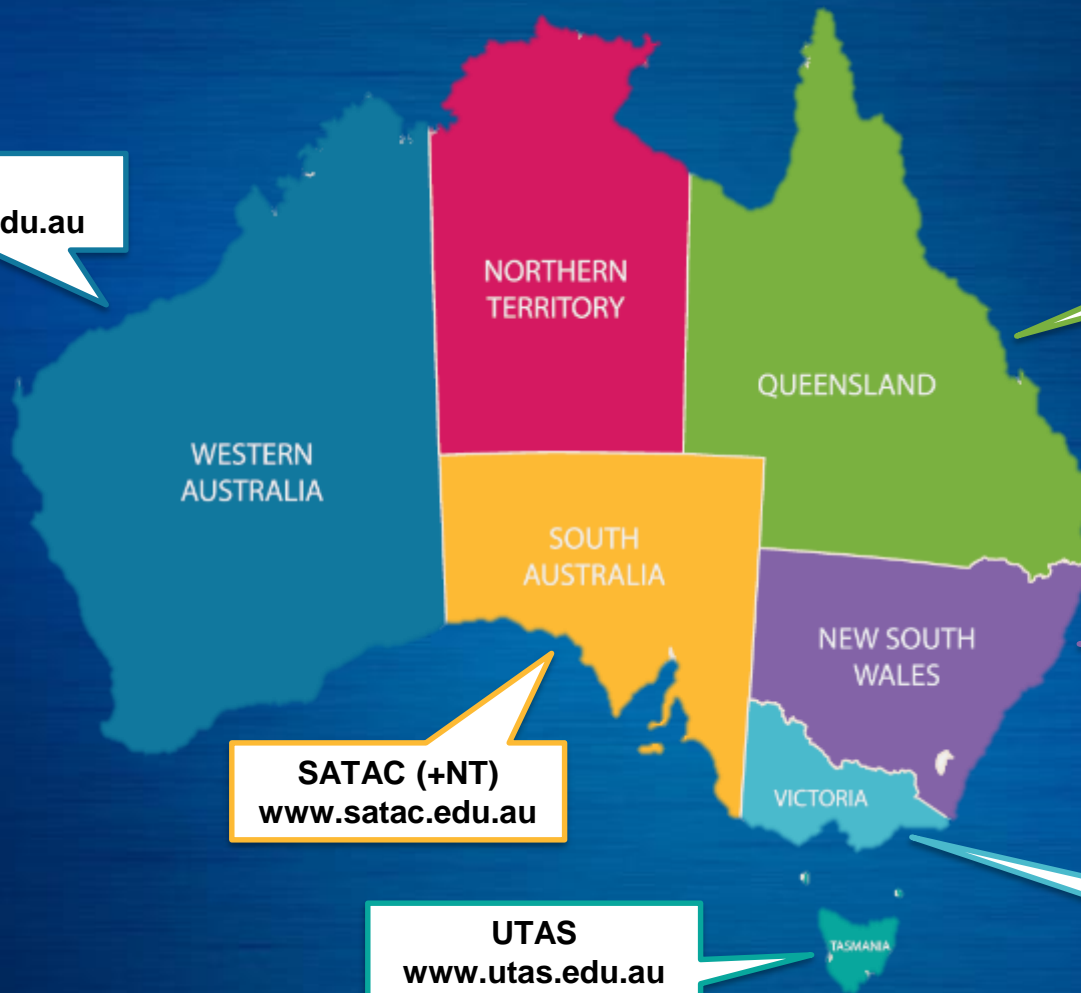 du.au
NORTHERN
TERRITORY
QUEENSLAND
WESTERN
AUSTRALIA
SOUTH
AUSTRALIA
NEW SOUTH
WALES
SATAC (+NT)
www.satac.edu.au
VICTORIA
UTAS
www.utas.edu.au
TASMANIA